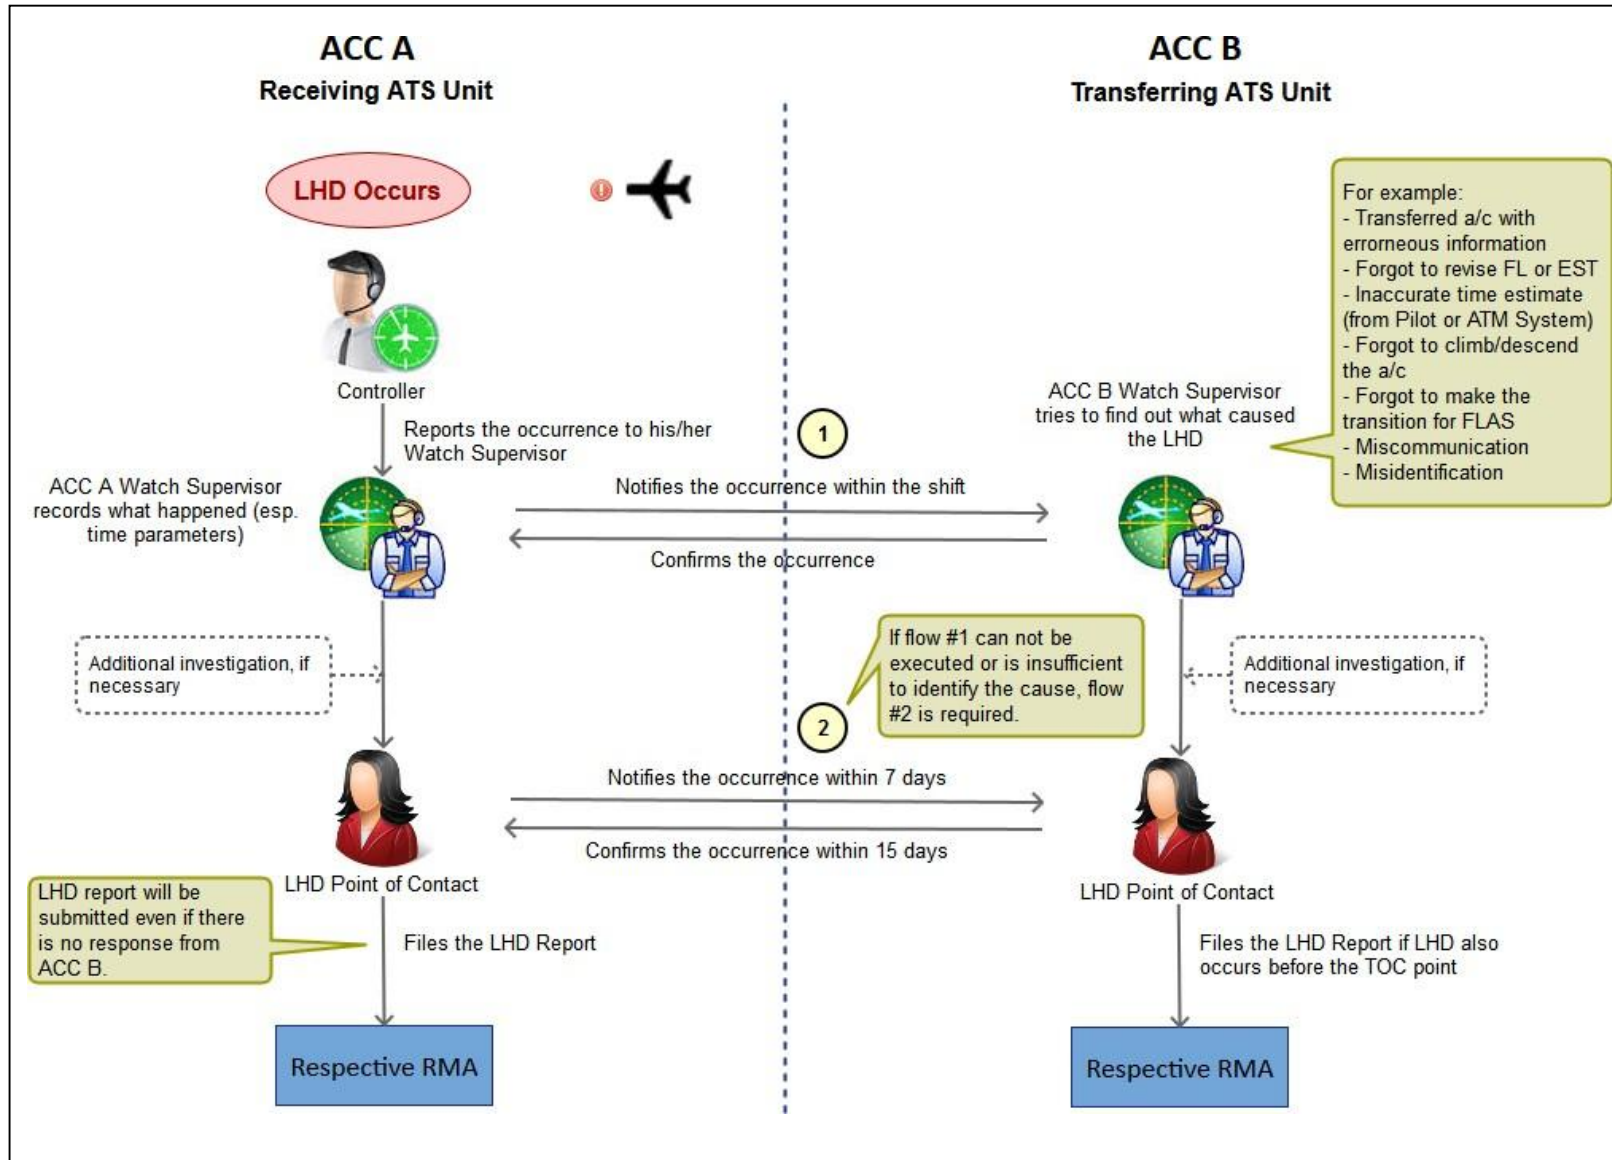 ACC A
Receiving ATS Unit
ACC B
Transferring ATS Unit
LHD Occurs
For example:
- Transferred a/c with
errorneous information
- Forgot to revise FL or EST
- Inaccurate time estimate
(from Pilot or ATM System)
- Forgot to climb/descend
the a/c
- Forgot to make the
transition for FLAS
- Miscommunication
- Misidentification
Controller
Reports the occurrence to his/her
Watch Supervisor
1
ACC B Watch Supervisor
tries to find out what caused
the LHD
ACC A Watch Supervisor
records what happened (esp.
time parameters)
Notifies the occurrence within the shift
Confirms the occurrence
If flow #1 can not be
executed or is insufficient
to identify the cause, flow
#2 is required.
Additional investigation, if
necessary
Additional investigation, if
necessary
2
Notifies the occurrence within 7 days
Confirms the occurrence within 15 days
LHD Point of Contact
LHD Point of Contact
LHD report will be
submitted even if there
is no response from
ACC B.
Files the LHD Report
Files the LHD Report if LHD also
occurs before the TOC point
Respective RMA
Respective RMA